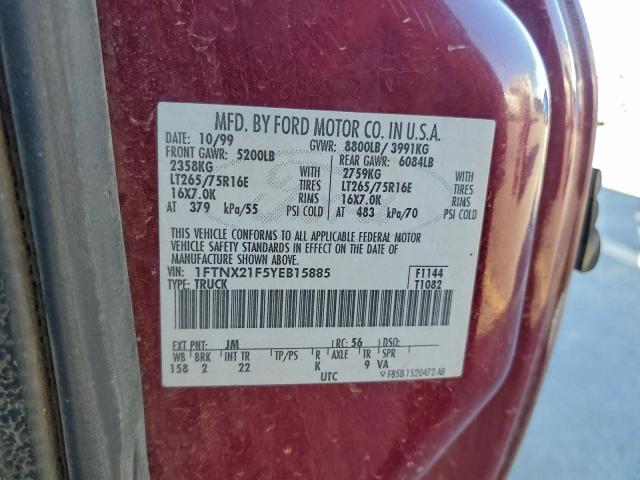 MFD. BY FORD MOTOR CO. IN U.S.A.
DATE: 10/99 GVWR: 8800LB/ 3991KG
FRONT GAWR: 5200LB REAR GAWR: 6084LB
2358KG WITH 2759KG WITH
LT265/75R16E TIRES LT265/75R16E TIRES
16X7.0K RIMS 16X7.0K RIMS
AT 379 kPa/55 PSI COLD AT 483 kPa/70 PSI COLD
THIS VEHICLE CONFORMS TO ALL APPLICABLE FEDERAL MOTOR
VEHICLE SAFETY STANDARDS IN EFFECT ON THE DATE OF
MANUFACTURE SHOWN ABOVE.
VIN: 1FTNX21F5YEB15885 F1144
TYPE: TRUCK T1082
EXT PNT: JM RC: 56 DSO:
WB BRK INT TR TP/PS R AXLE TR SPR
158 2 22 K 9 VA
UTC F85B-1520472-AB